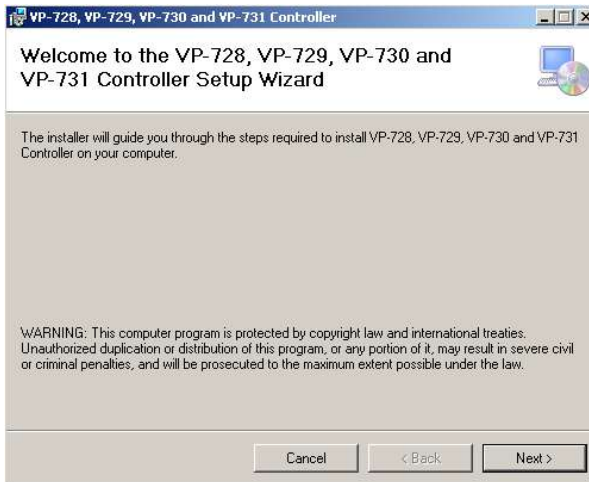 VP-728, VP-729, VP-730 and VP-731 Controller
Welcome to the VP-728, VP-729, VP-730 and
VP-731 Controller Setup Wizard
The installer will guide you through the steps required to install VP-728, VP-729, VP-730 and VP-731
Controller on your computer.
WARNING: This computer program is protected by copyright law and international treaties.
Unauthorized duplication or distribution of this program, or any portion of it, may result in severe civil
or criminal penalties, and will be prosecuted to the maximum extent possible under the law.
Cancel < Back Next >